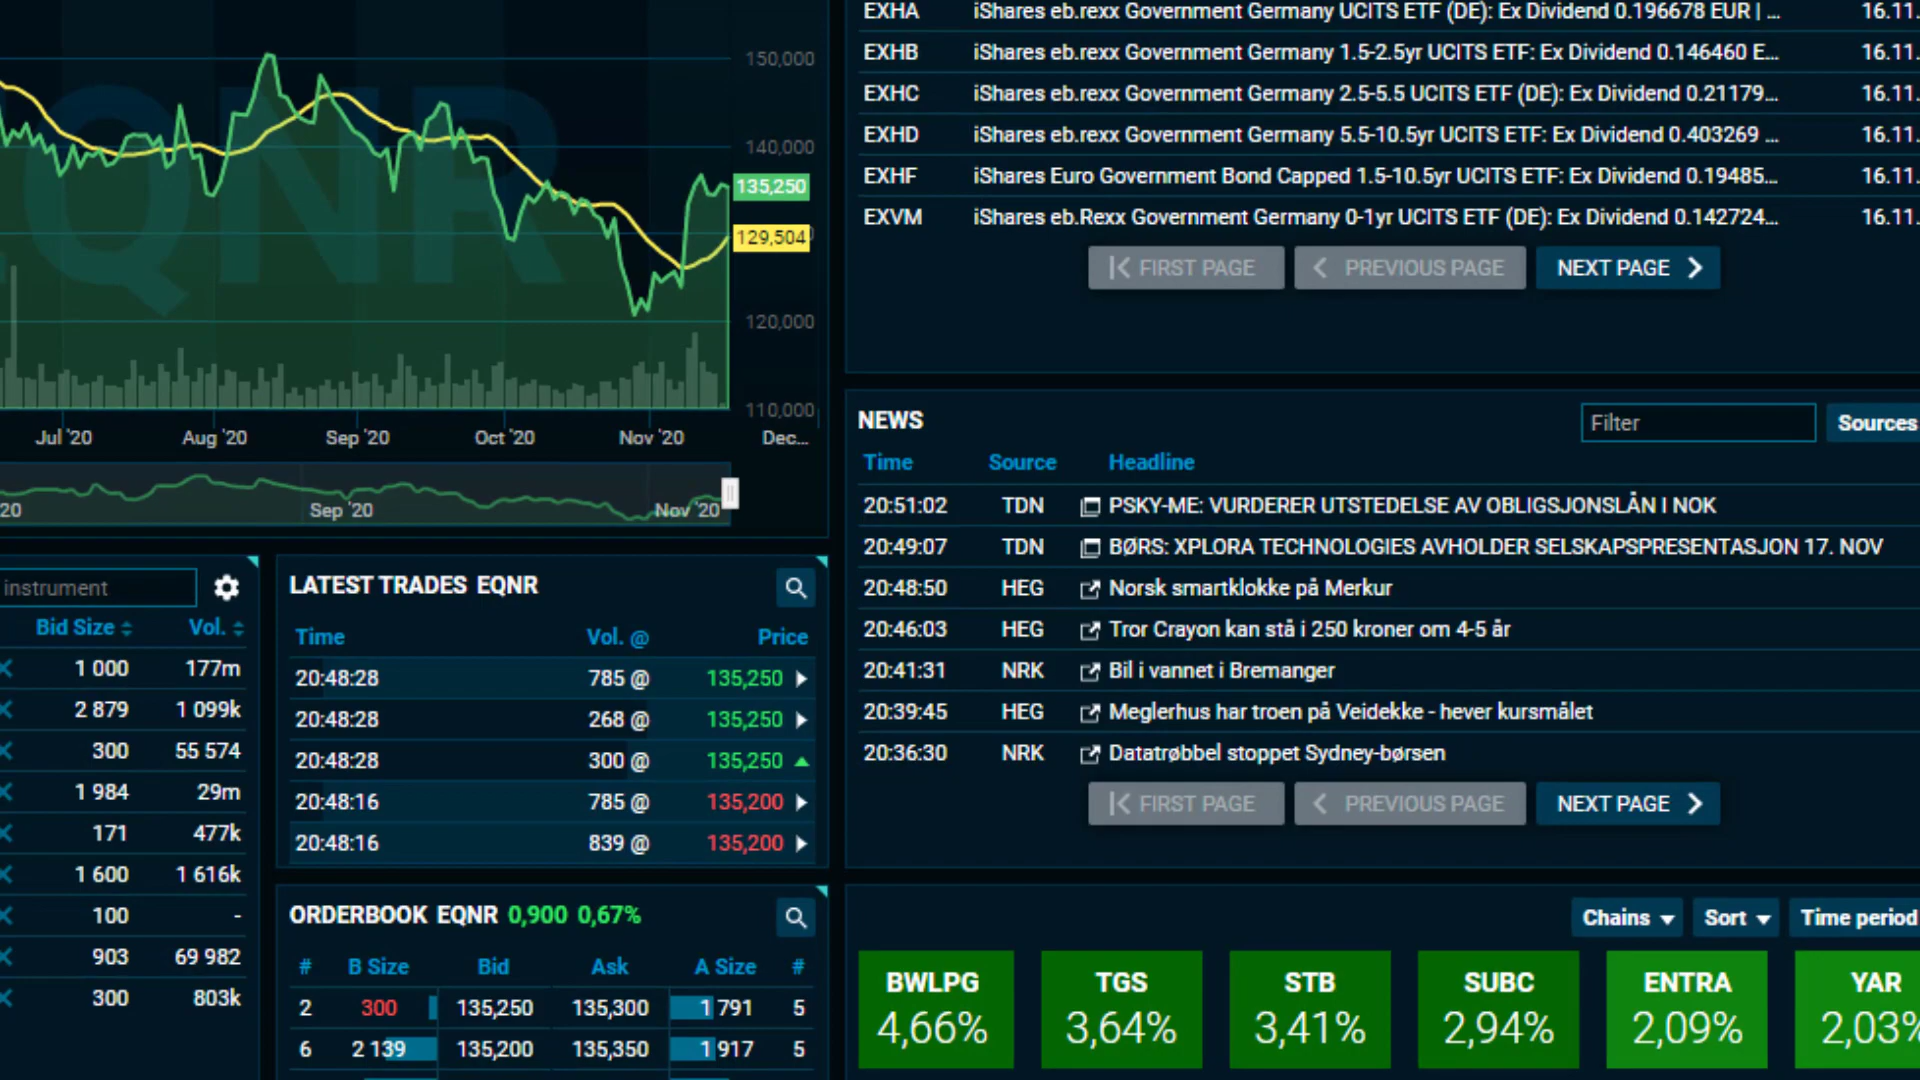 150,000
140,000
135,250
129,504
120,000
110,000
EQNR
Jul '20 Aug '20 Sep '20 Oct '20 Nov '20 Dec...
20 Sep '20 Nov '20
EXHA iShares eb.rexx Government Germany UCITS ETF (DE): Ex Dividend 0.196678 EUR | ... 16.11.
EXHB iShares eb.rexx Government Germany 1.5-2.5yr UCITS ETF: Ex Dividend 0.146460 E... 16.11.
EXHC iShares eb.rexx Government Germany 2.5-5.5 UCITS ETF (DE): Ex Dividend 0.21179... 16.11.
EXHD iShares eb.rexx Government Germany 5.5-10.5yr UCITS ETF: Ex Dividend 0.403269 ... 16.11.
EXHF iShares Euro Government Bond Capped 1.5-10.5yr UCITS ETF: Ex Dividend 0.19485... 16.11.
EXVM iShares eb.Rexx Government Germany 0-1yr UCITS ETF (DE): Ex Dividend 0.142724... 16.11.
FIRST PAGE PREVIOUS PAGE NEXT PAGE
NEWS Filter Sources
Time Source Headline
20:51:02 TDN PSKY-ME: VURDERER UTSTEDELSE AV OBLIGSJONSLÅN I NOK
20:49:07 TDN BØRS: XPLORA TECHNOLOGIES AVHOLDER SELSKAPSPRESENTASJON 17. NOV
20:48:50 HEG Norsk smartklokke på Merkur
20:46:03 HEG Tror Crayon kan stå i 250 kroner om 4-5 år
20:41:31 NRK Bil i vannet i Bremanger
20:39:45 HEG Meglerhus har troen på Veidekke - hever kursmålet
20:36:30 NRK Datatrøbbel stoppet Sydney-børsen
FIRST PAGE PREVIOUS PAGE NEXT PAGE
instrument
Bid Size Vol.
1 000 177m
2 879 1 099k
300 55 574
1 984 29m
171 477k
1 600 1 616k
100 -
903 69 982
300 803k
LATEST TRADES EQNR
Time Vol. @ Price
20:48:28 785 @ 135,250
20:48:28 268 @ 135,250
20:48:28 300 @ 135,250
20:48:16 785 @ 135,200
20:48:16 839 @ 135,200
ORDERBOOK EQNR 0,900 0,67%
# B Size Bid Ask A Size #
2 300 135,250 135,300 1 791 5
6 2 139 135,200 135,350 1 917 5
Chains Sort Time period
BWLPG TGS STB SUBC ENTRA YAR
4,66% 3,64% 3,41% 2,94% 2,09% 2,03%